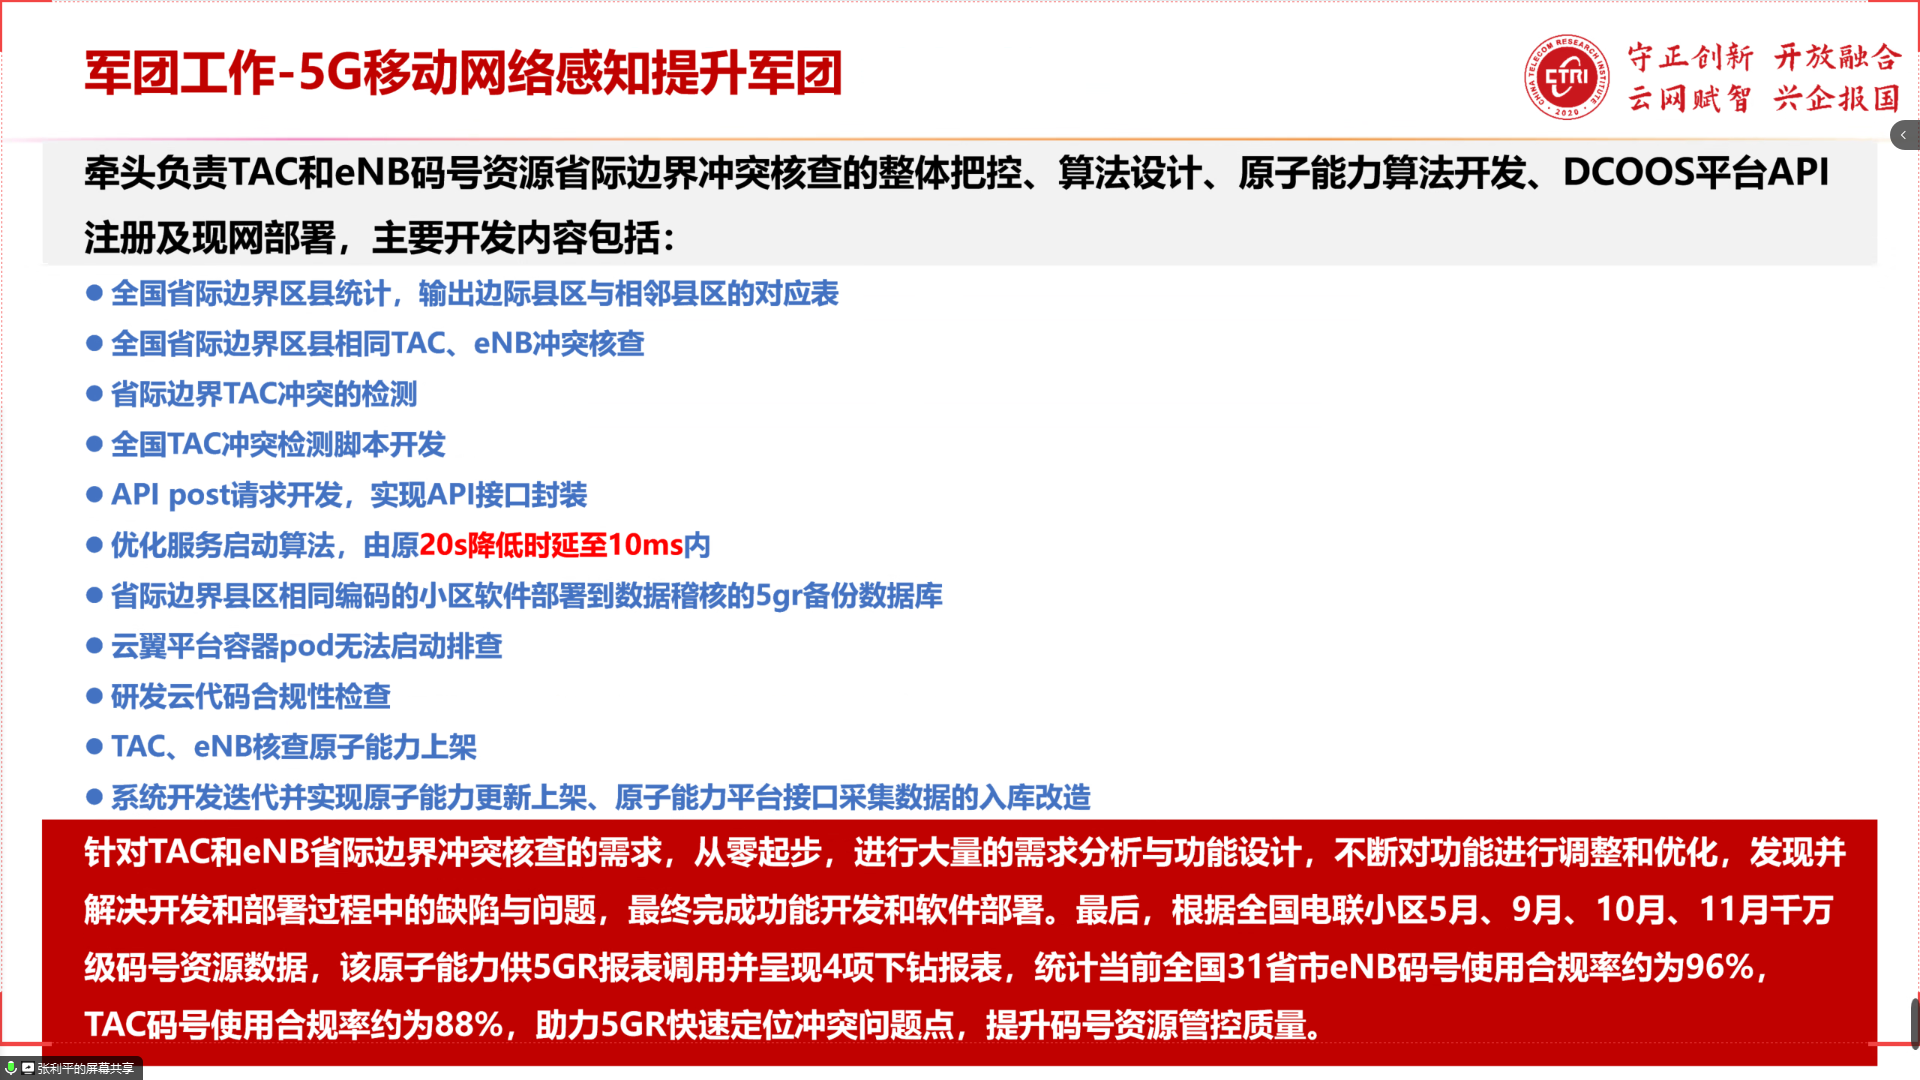 军团工作-5G移动网络感知提升军团
CHINA TELECOM RESEARCH INSTITUTE
CTRI
2020
守正创新 开放融合
云网赋智 兴企报国
牵头负责TAC和eNB码号资源省际边界冲突核查的整体把控、算法设计、原子能力算法开发、DCOOS平台API
注册及现网部署，主要开发内容包括：
● 全国省际边界区县统计，输出边际县区与相邻县区的对应表
● 全国省际边界区县相同TAC、eNB冲突核查
● 省际边界TAC冲突的检测
● 全国TAC冲突检测脚本开发
● API post请求开发，实现API接口封装
● 优化服务启动算法，由原20s降低时延至10ms内
● 省际边界县区相同编码的小区软件部署到数据稽核的5gr备份数据库
● 云翼平台容器pod无法启动排查
● 研发云代码合规性检查
● TAC、eNB核查原子能力上架
● 系统开发迭代并实现原子能力更新上架、原子能力平台接口采集数据的入库改造
针对TAC和eNB省际边界冲突核查的需求，从零起步，进行大量的需求分析与功能设计，不断对功能进行调整和优化，发现并
解决开发和部署过程中的缺陷与问题，最终完成功能开发和软件部署。最后，根据全国电联小区5月、9月、10月、11月千万
级码号资源数据，该原子能力供5GR报表调用并呈现4项下钻报表，统计当前全国31省市eNB码号使用合规率约为96%，
TAC码号使用合规率约为88%，助力5GR快速定位冲突问题点，提升码号资源管控质量。
张利平的屏幕共享